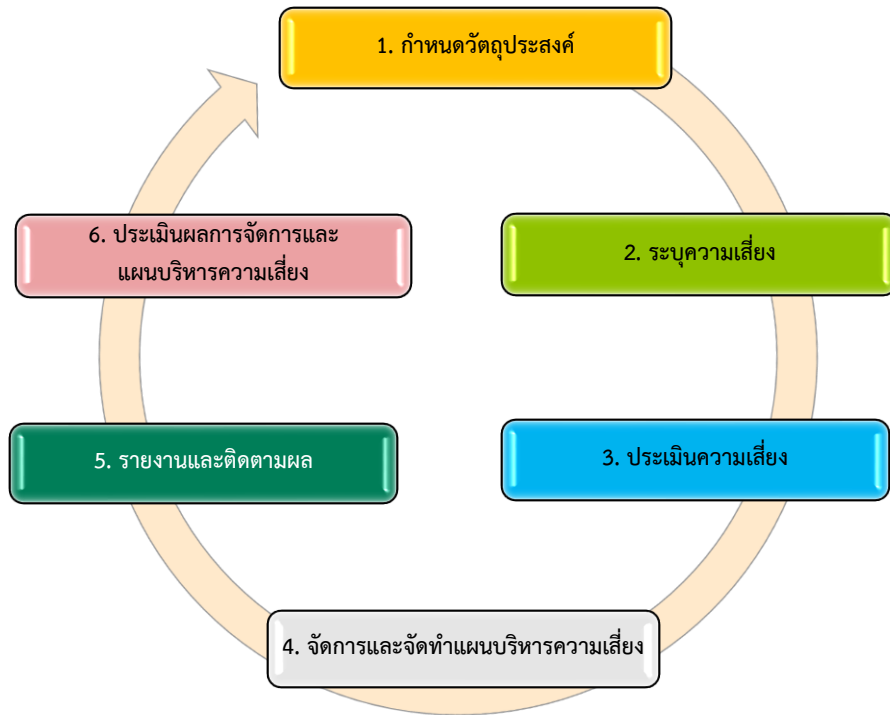 1. กำหนดวัตถุประสงค์
2. ระบุความเสี่ยง
3. ประเมินความเสี่ยง
4. จัดการและจัดทำแผนบริหารความเสี่ยง
5. รายงานและติดตามผล
6. ประเมินผลการจัดการและ
แผนบริหารความเสี่ยง